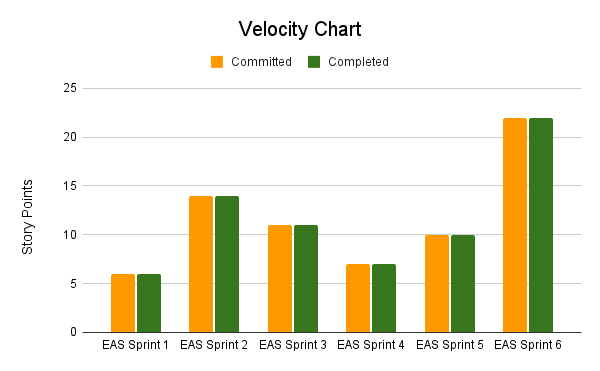 Velocity Chart
Committed Completed
25
20
15
10
5
0
Story Points
EAS Sprint 1 EAS Sprint 2 EAS Sprint 3 EAS Sprint 4 EAS Sprint 5 EAS Sprint 6